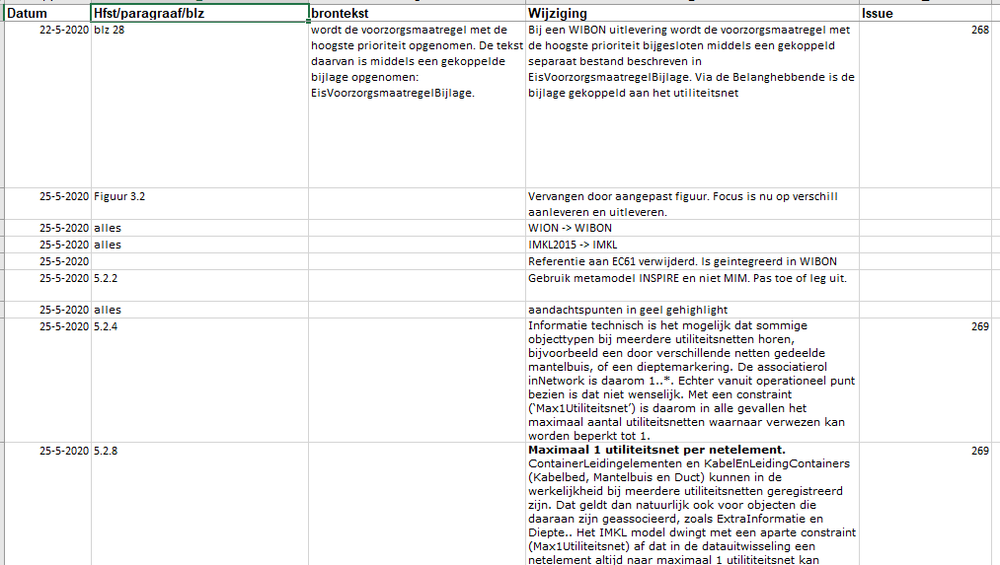 Datum Hfst/paragraaf/blz brontekst Wijziging Issue
22-5-2020 blz 28 wordt de voorzorgsmaatregel met de Bij een WIBON uitlevering wordt de voorzorgsmaatregel met 268
hoogste prioriteit opgenomen. De tekst de hoogste prioriteit bijgesloten middels een gekoppeld
daarvan is middels een gekoppelde separaat bestand beschreven in
bijlage opgenomen: EisVoorzorgsmaatregelBijlage. Via de Belanghebbende is de
EisVoorzorgsmaatregelBijlage. bijlage gekoppeld aan het utiliteitsnet
25-5-2020 Figuur 3.2 Vervangen door aangepast figuur. Focus is nu op verschill
aanleveren en uitleveren.
25-5-2020 alles WION -> WIBON
25-5-2020 alles IMKL2015 -> IMKL
25-5-2020 Referentie aan EC61 verwijderd. Is geintegreerd in WIBON
25-5-2020 5.2.2 Gebruik metamodel INSPIRE en niet MIM. Pas toe of leg uit.
25-5-2020 alles aandachtspunten in geel gehighlight
25-5-2020 5.2.4 Informatie technisch is het mogelijk dat sommige 269
objecttypen bij meerdere utiliteitsnetten horen,
bijvoorbeeld een door verschillende netten gedeelde
mantelbuis, of een dieptemarkering. De associatierol
inNetwork is daarom 1..*. Echter vanuit operationeel punt
bezien is dat niet wenselijk. Met een constraint
('Max1Utiliteitsnet') is daarom in alle gevallen het
maximaal aantal utiliteitsnetten waarnaar verwezen kan
worden beperkt tot 1.
25-5-2020 5.2.8 Maximaal 1 utiliteitsnet per netelement. 269
ContainerLeidingelementen en KabelEnLeidingContainers
(Kabelbed, Mantelbuis en Duct) kunnen in de
werkelijkheid bij meerdere utiliteitsnetten geregistreerd
zijn. Dat geldt dan natuurlijk ook voor objecten die
daaraan zijn geassocieerd, zoals ExtraInformatie en
Diepte.. Het IMKL model dwingt met een aparte constraint
(Max1Utiliteitsnet) af dat in de datauitwisseling een
netelement altijd naar maximaal 1 utilititeitsnet kan